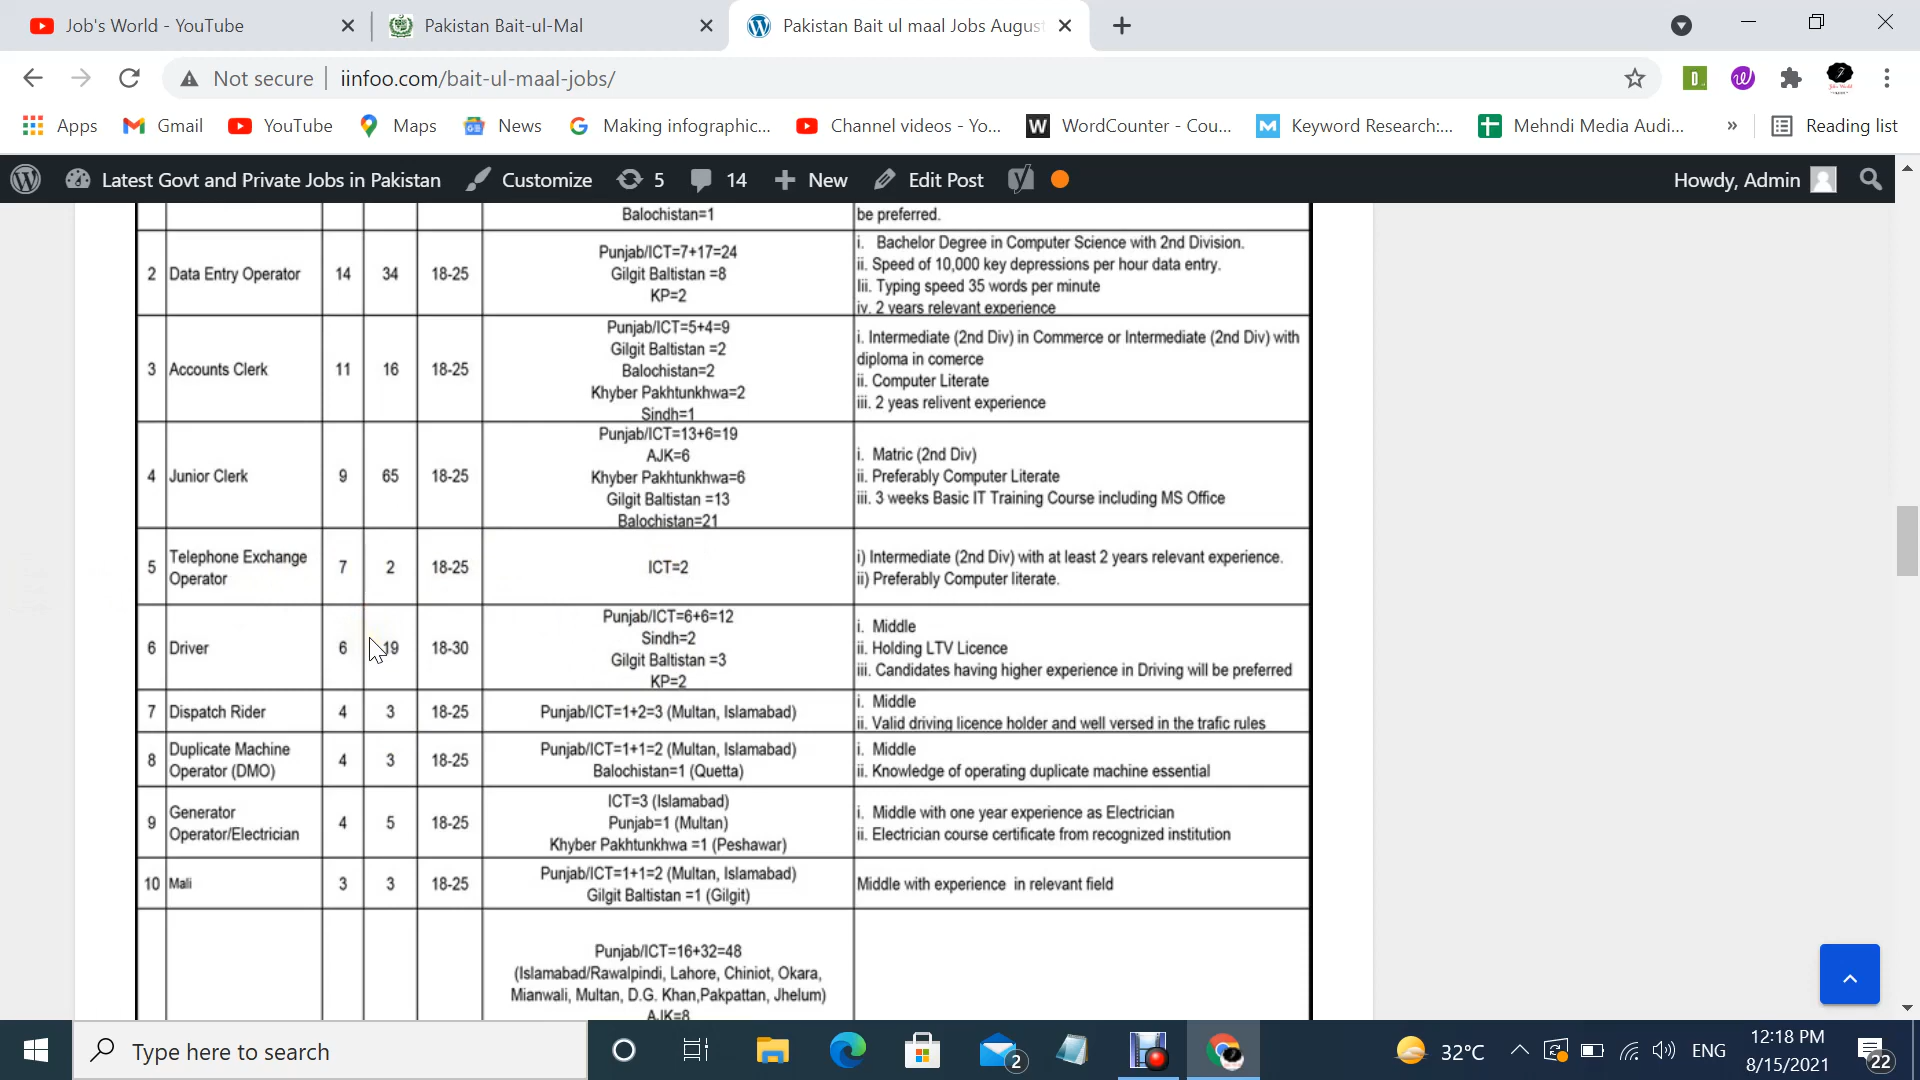 Job's World - YouTube
Pakistan Bait-ul-Mal
Pakistan Bait ul maal Jobs August
Not secure
iinfoo.com/bait-ul-maal-jobs/
D
Apps
Gmail
YouTube
Maps
News
Making infographic...
Channel videos - Yo...
WordCounter - Cou...
Keyword Research:...
Mehndi Media Audi...
»
Reading list
Latest Govt and Private Jobs in Pakistan
Customize
5
14
New
Edit Post
Howdy, Admin
Balochistan=1
be preferred.
2
Data Entry Operator
14
34
18-25
Punjab/ICT=7+17=24
Gilgit Baltistan =8
KP=2
i. Bachelor Degree in Computer Science with 2nd Division.
ii. Speed of 10,000 key depressions per hour data entry.
Iii. Typing speed 35 words per minute
iv. 2 years relevant experience
3
Accounts Clerk
11
16
18-25
Punjab/ICT=5+4=9
Gilgit Baltistan =2
Balochistan=2
Khyber Pakhtunkhwa=2
Sindh=1
i. Intermediate (2nd Div) in Commerce or Intermediate (2nd Div) with
diploma in comerce
ii. Computer Literate
iii. 2 yeas relivent experience
4
Junior Clerk
9
65
18-25
Punjab/ICT=13+6=19
AJK=6
Khyber Pakhtunkhwa=6
Gilgit Baltistan =13
Balochistan=21
i. Matric (2nd Div)
ii. Preferably Computer Literate
iii. 3 weeks Basic IT Training Course including MS Office
5
Telephone Exchange
Operator
7
2
18-25
ICT=2
i) Intermediate (2nd Div) with at least 2 years relevant experience.
ii) Preferably Computer literate.
6
Driver
6
19
18-30
Punjab/ICT=6+6=12
Sindh=2
Gilgit Baltistan =3
KP=2
i. Middle
ii. Holding LTV Licence
iii. Candidates having higher experience in Driving will be preferred
7
Dispatch Rider
4
3
18-25
Punjab/ICT=1+2=3 (Multan, Islamabad)
i. Middle
ii. Valid driving licence holder and well versed in the trafic rules
8
Duplicate Machine
Operator (DMO)
4
3
18-25
Punjab/ICT=1+1=2 (Multan, Islamabad)
Balochistan=1 (Quetta)
i. Middle
ii. Knowledge of operating duplicate machine essential
9
Generator
Operator/Electrician
4
5
18-25
ICT=3 (Islamabad)
Punjab=1 (Multan)
Khyber Pakhtunkhwa =1 (Peshawar)
i. Middle with one year experience as Electrician
ii. Electrician course certificate from recognized institution
10
Mali
3
3
18-25
Punjab/ICT=1+1=2 (Multan, Islamabad)
Gilgit Baltistan =1 (Gilgit)
Middle with experience in relevant field
Punjab/ICT=16+32=48
(Islamabad/Rawalpindi, Lahore, Chiniot, Okara,
Mianwali, Multan, D.G. Khan,Pakpattan, Jhelum)
AJK=8
Type here to search
2
32°C
ENG
12:18 PM
8/15/2021
22